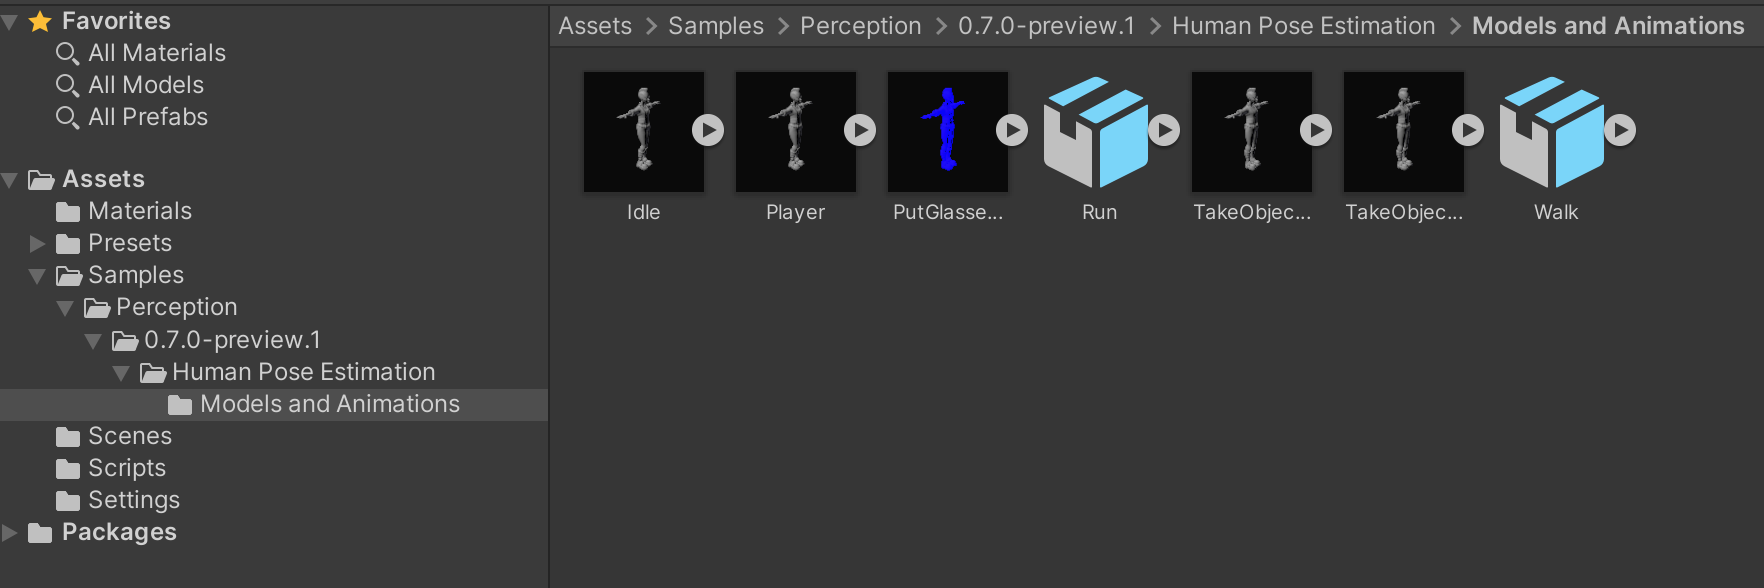 Favorites
All Materials
All Models
All Prefabs
Assets
Materials
Presets
Samples
Perception
0.7.0-preview.1
Human Pose Estimation
Models and Animations
Scenes
Scripts
Settings
Packages
Assets > Samples > Perception > 0.7.0-preview.1 > Human Pose Estimation > Models and Animations
Idle Player PutGlasse... Run TakeObjec... TakeObjec... Walk